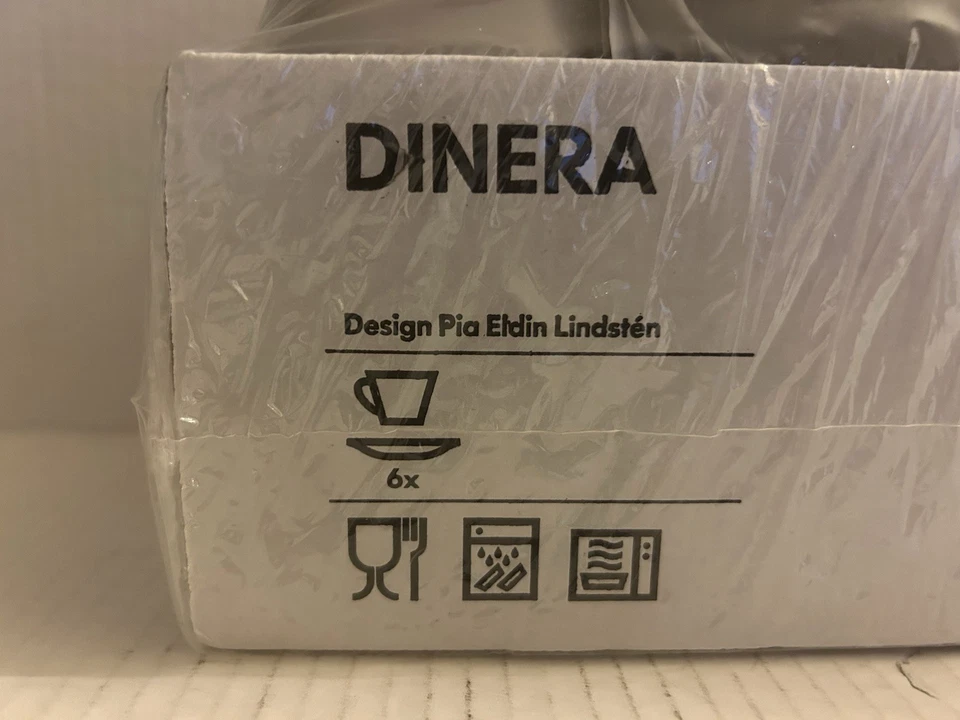 DINERA
Design Pia Eldin Lindstén
6x